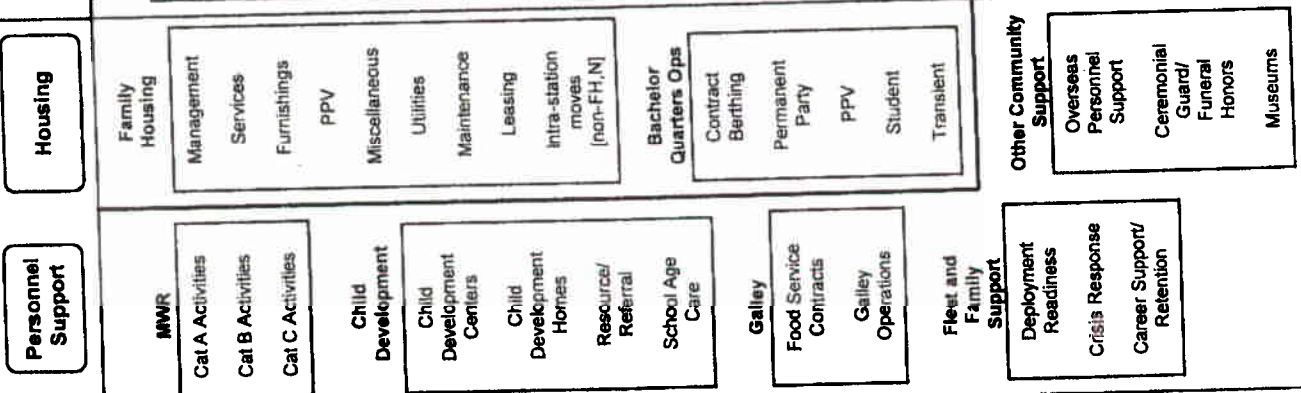 Personnel
Support
MWR
Cat A Activities
Cat B Activities
Cat C Activities
Child
Development
Child
Development
Centers
Child
Development
Homes
Resource/
Referral
School Age
Care
Galley
Food Service
Contracts
Galley
Operations
Fleet and
Family
Support
Deployment
Readiness
Crisis Response
Career Support/
Retention
Housing
Family
Housing
Management
Services
Furnishings
PPV
Miscellaneous
Utilities
Maintenance
Leasing
Intra-station
moves
[non-FH,N]
Bachelor
Quarters Ops
Contract
Berthing
Permanent
Party
PPV
Student
Transient
Other Community
Support
Overseas
Personnel
Support
Ceremonial
Guard/
Funeral
Honors
Museums